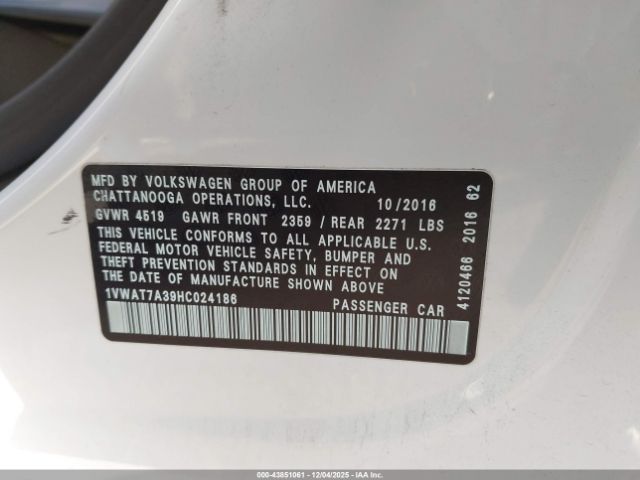 MFD BY VOLKSWAGEN GROUP OF AMERICA
CHATTANOOGA OPERATIONS, LLC. 10/2016
GVWR 4519 GAWR FRONT 2359 / REAR 2271 LBS
THIS VEHICLE CONFORMS TO ALL APPLICABLE U.S.
FEDERAL MOTOR VEHICLE SAFETY, BUMPER AND
THEFT PREVENTION STANDARDS IN EFFECT ON
THE DATE OF MANUFACTURE SHOWN ABOVE
1VWAT7A39HC024186 PASSENGER CAR
4120466 2016 62
000-43851061 - 12/04/2025 - IAAI.COM